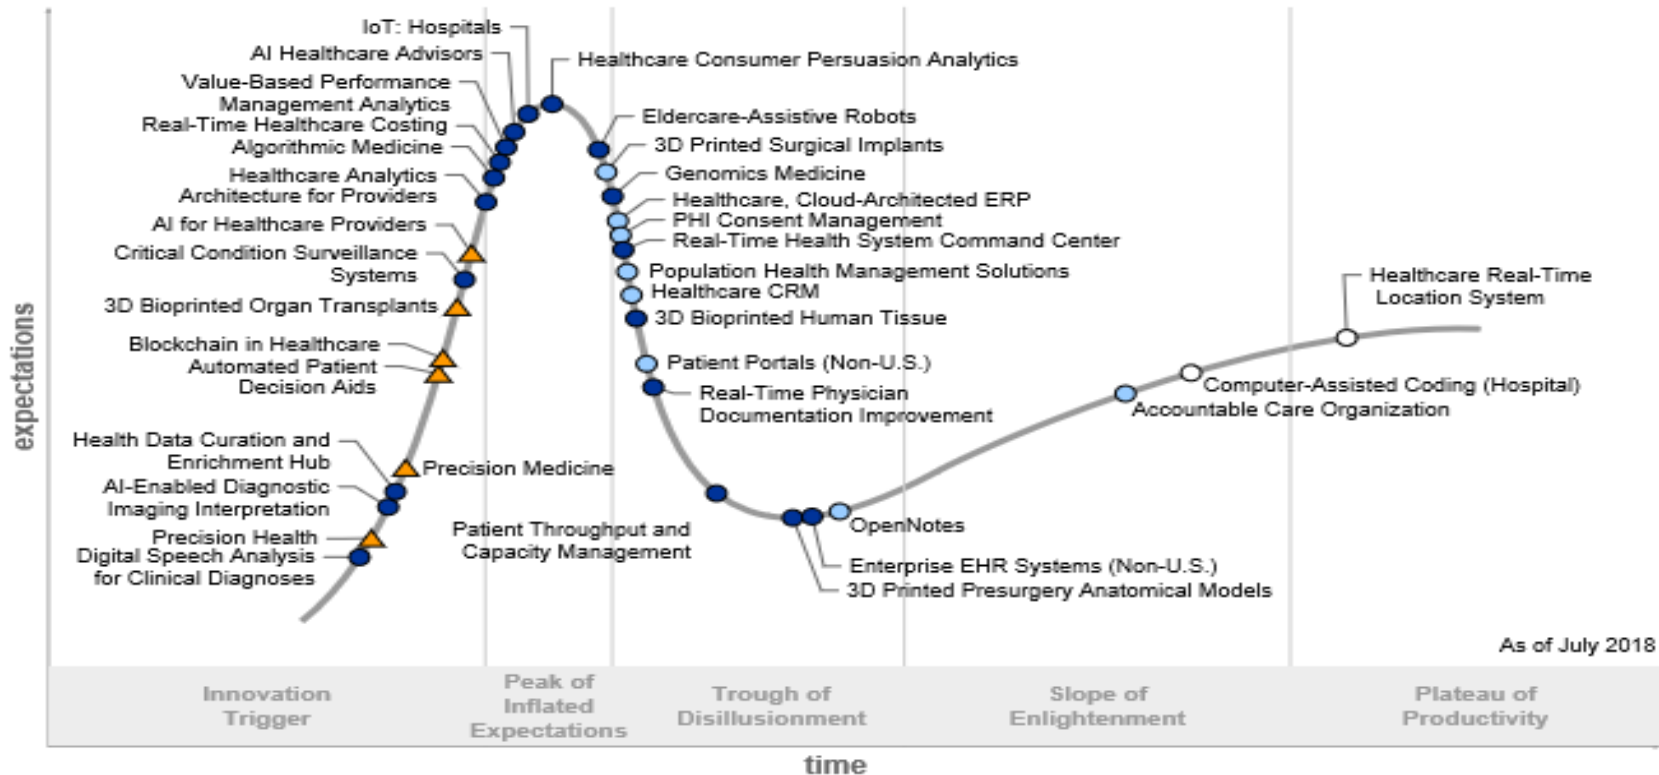 IoT: Hospitals
AI Healthcare Advisors
Value-Based Performance
Management Analytics
Real-Time Healthcare Costing
Algorithmic Medicine
Healthcare Analytics
Architecture for Providers
AI for Healthcare Providers
Critical Condition Surveillance
Systems
3D Bioprinted Organ Transplants
Blockchain in Healthcare
Automated Patient
Decision Aids
Health Data Curation and
Enrichment Hub
AI-Enabled Diagnostic
Imaging Interpretation
Precision Health
Digital Speech Analysis
for Clinical Diagnoses
Precision Medicine
Healthcare Consumer Persuasion Analytics
Eldercare-Assistive Robots
3D Printed Surgical Implants
Genomics Medicine
Healthcare, Cloud-Architected ERP
PHI Consent Management
Real-Time Health System Command Center
Population Health Management Solutions
Healthcare CRM
3D Bioprinted Human Tissue
Patient Portals (Non-U.S.)
Real-Time Physician
Documentation Improvement
Patient Throughput and
Capacity Management
OpenNotes
Enterprise EHR Systems (Non-U.S.)
3D Printed Presurgery Anatomical Models
Healthcare Real-Time
Location System
Computer-Assisted Coding (Hospital)
Accountable Care Organization
As of July 2018
expectations
Innovation
Trigger
Peak of
Inflated
Expectations
Trough of
Disillusionment
Slope of
Enlightenment
Plateau of
Productivity
time